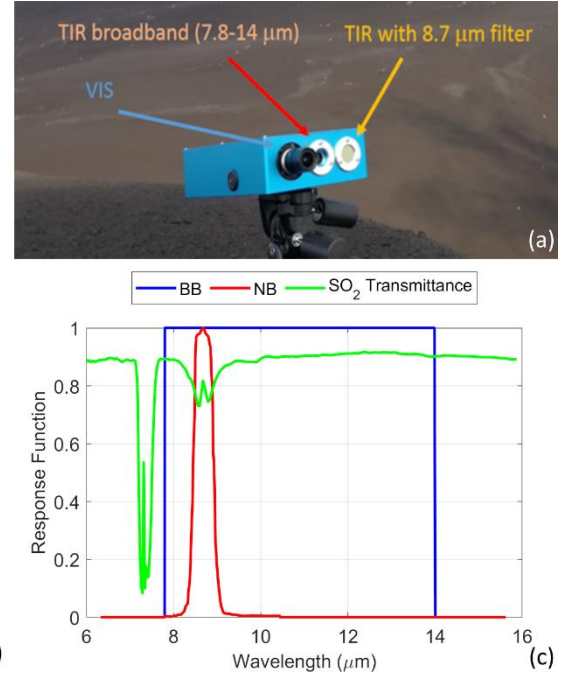 TIR broadband (7.8-14 μm)
TIR with 8.7 μm filter
VIS
(a)
BB
NB
SO₂ Transmittance
Response Function
1
0.8
0.6
0.4
0.2
0
6
8
10
12
14
16
Wavelength (μm)
)
(c)